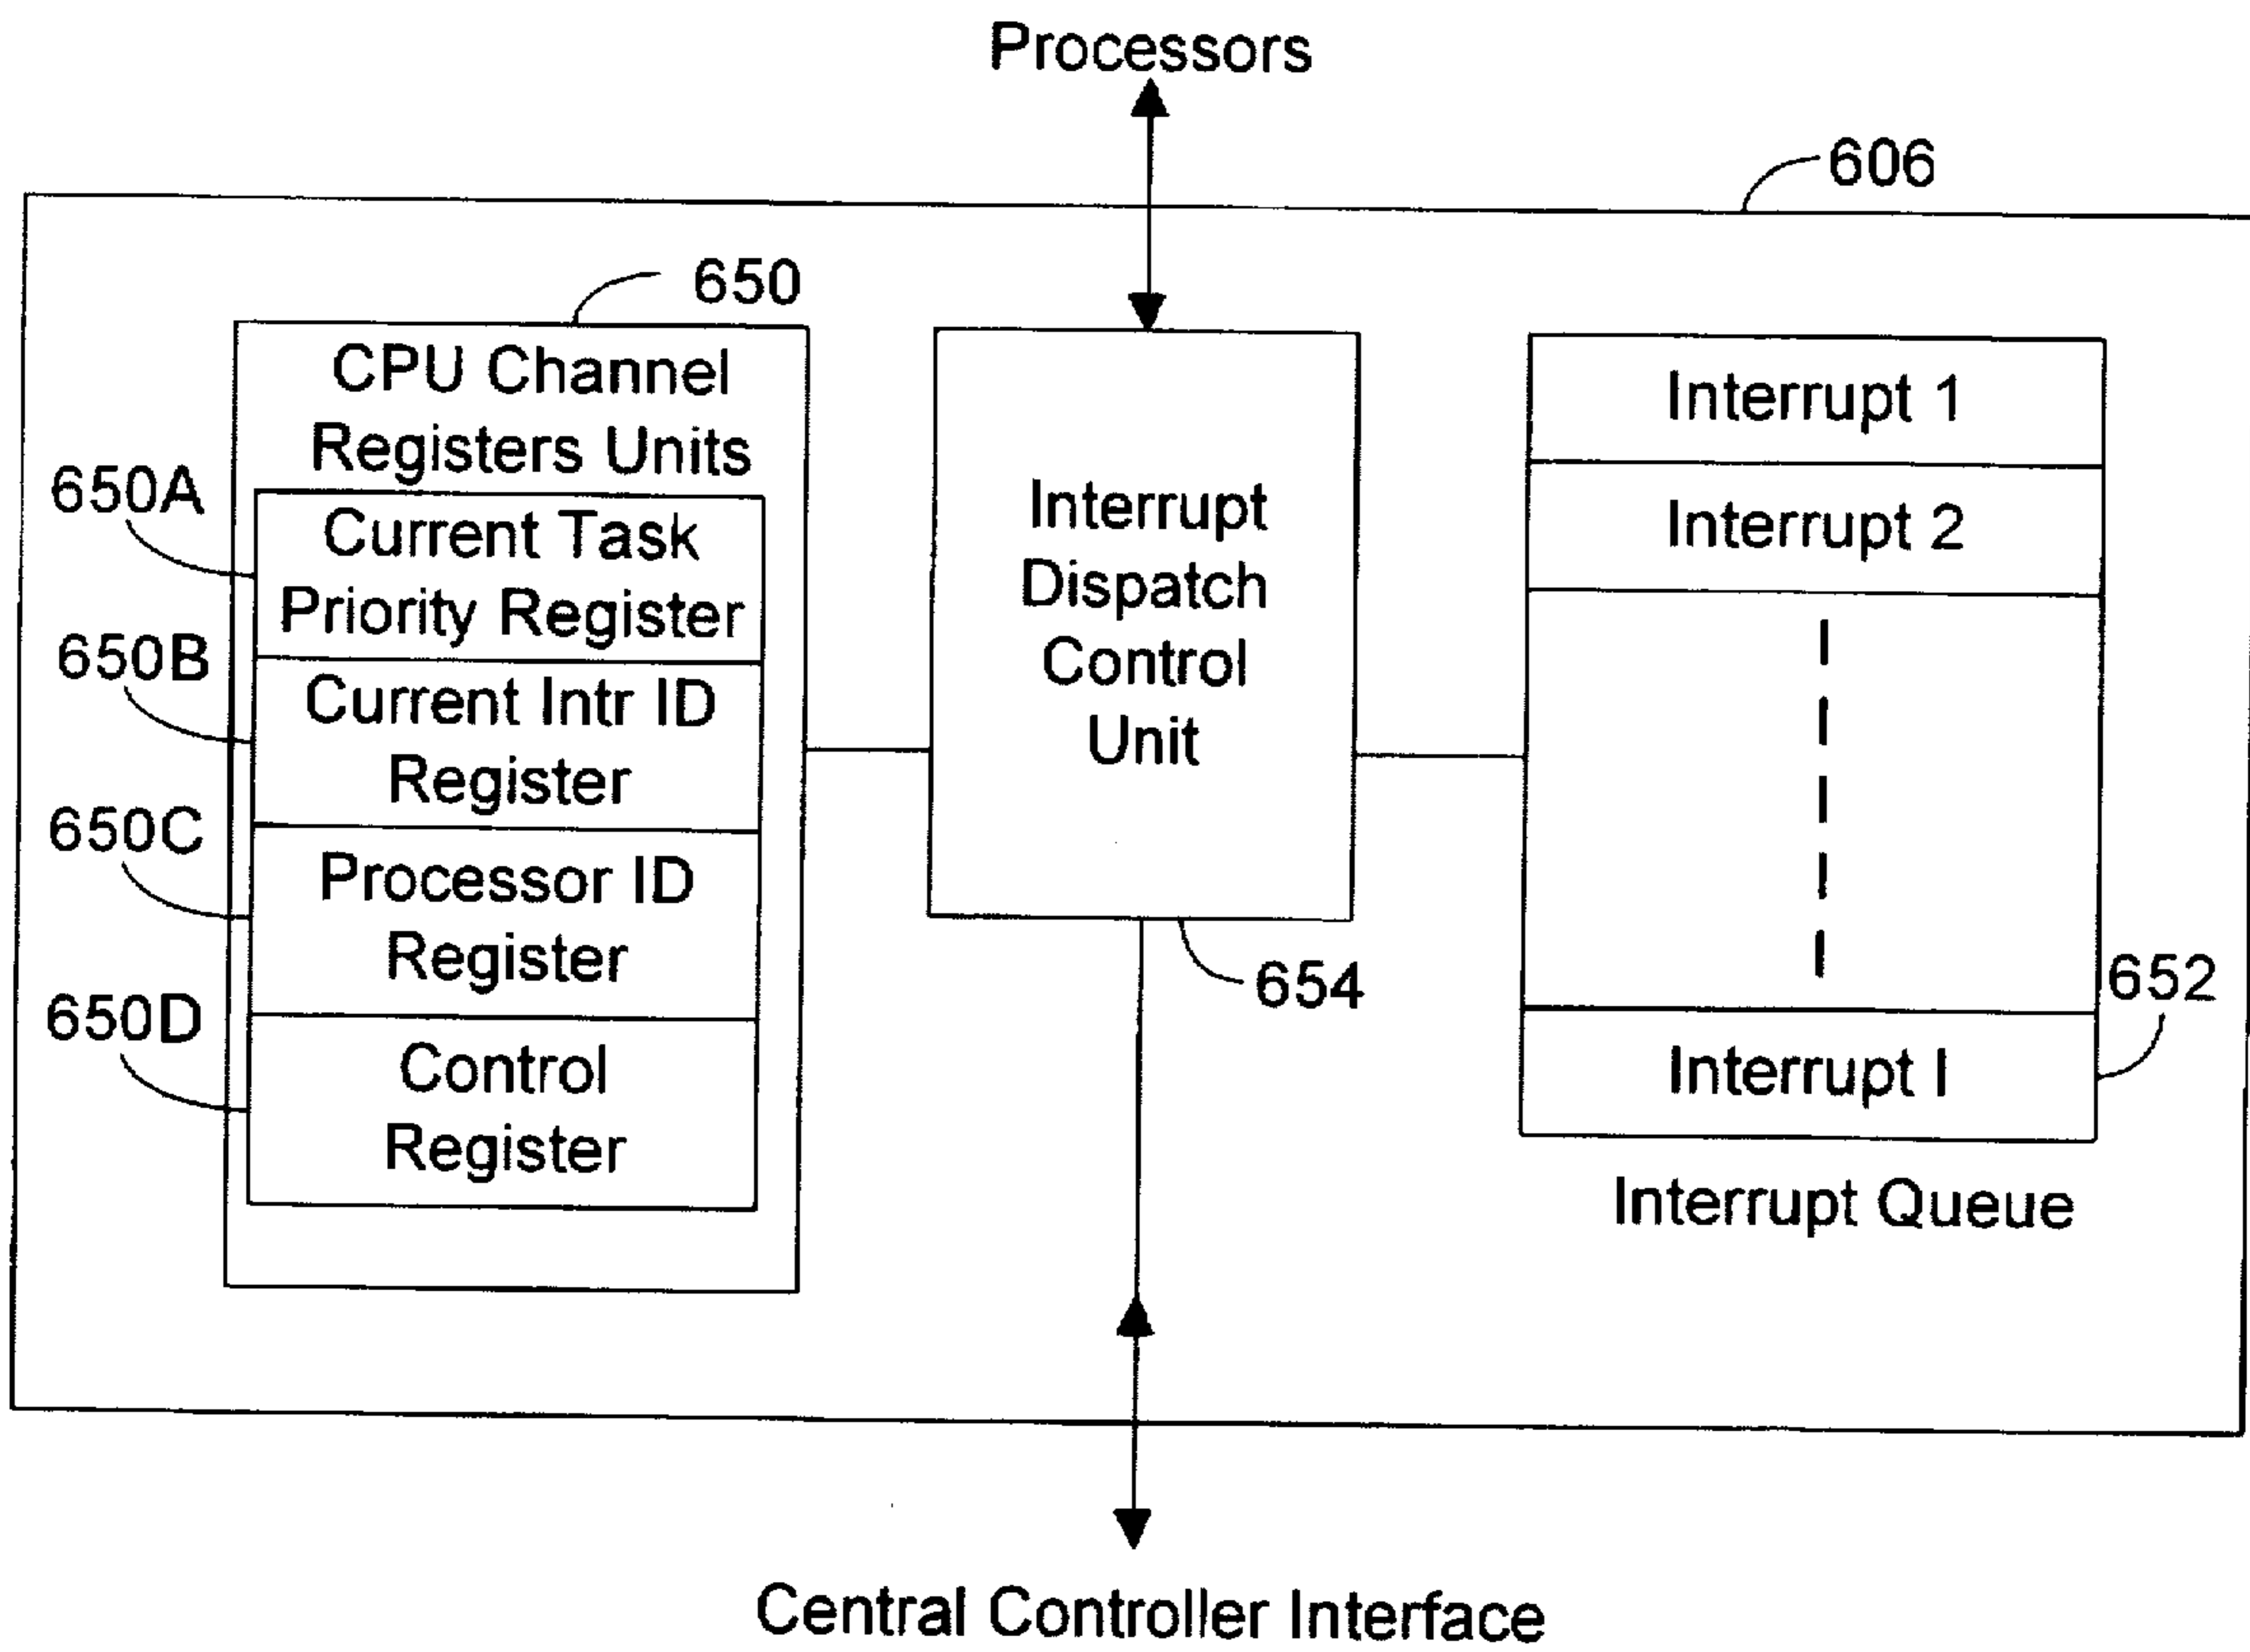 Processors
606
650
CPU Channel
Registers Units
650A
Current Task
Priority Register
650B
Current Intr ID
Register
650C
Processor ID
Register
650D
Control
Register
Interrupt
Dispatch
Control
Unit
654
Interrupt 1
Interrupt 2
652
Interrupt I
Interrupt Queue
Central Controller Interface